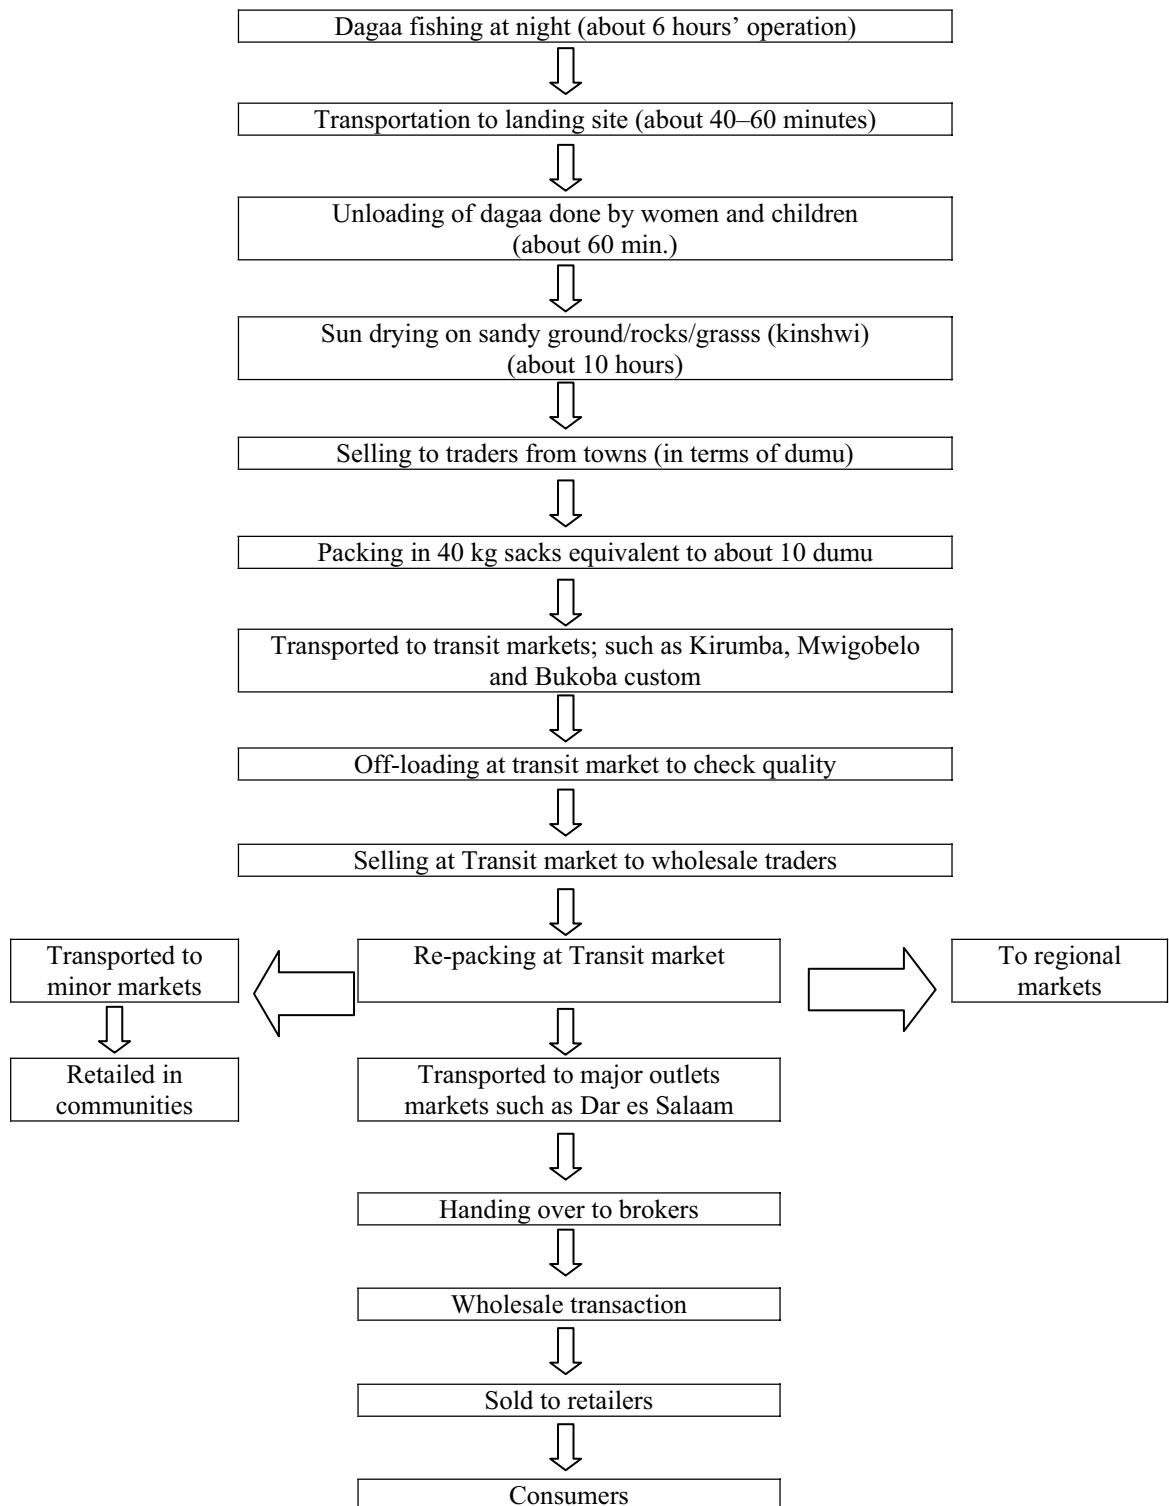 Dagaa fishing at night (about 6 hours’ operation)
Transportation to landing site (about 40–60 minutes)
Unloading of dagaa done by women and children
(about 60 min.)
Sun drying on sandy ground/rocks/grasss (kinshwi)
(about 10 hours)
Selling to traders from towns (in terms of dumu)
Packing in 40 kg sacks equivalent to about 10 dumu
Transported to transit markets; such as Kirumba, Mwigobelo
and Bukoba custom
Off-loading at transit market to check quality
Selling at Transit market to wholesale traders
Transported to
minor markets
Re-packing at Transit market
To regional
markets
Retailed in
communities
Transported to major outlets
markets such as Dar es Salaam
Handing over to brokers
Wholesale transaction
Sold to retailers
Consumers